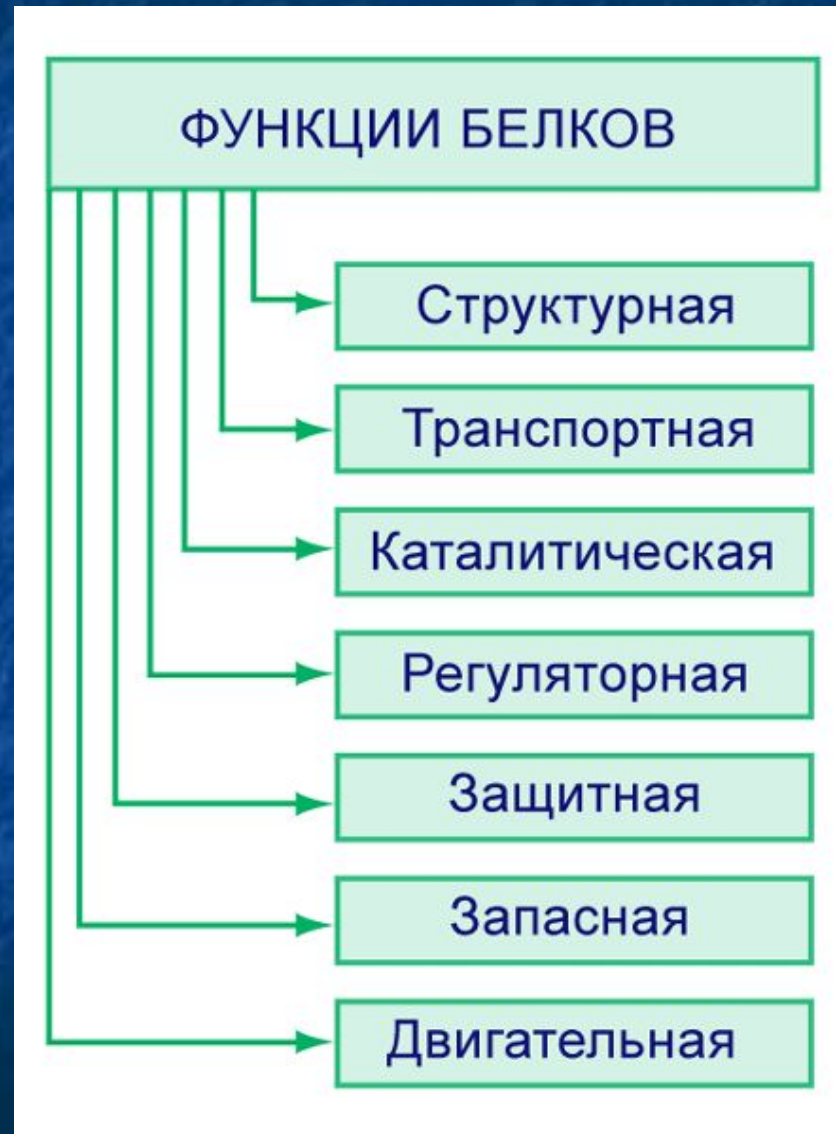 ФУНКЦИИ БЕЛКОВ
Структурная
Транспортная
Каталитическая
Регуляторная
Защитная
Запасная
Двигательная